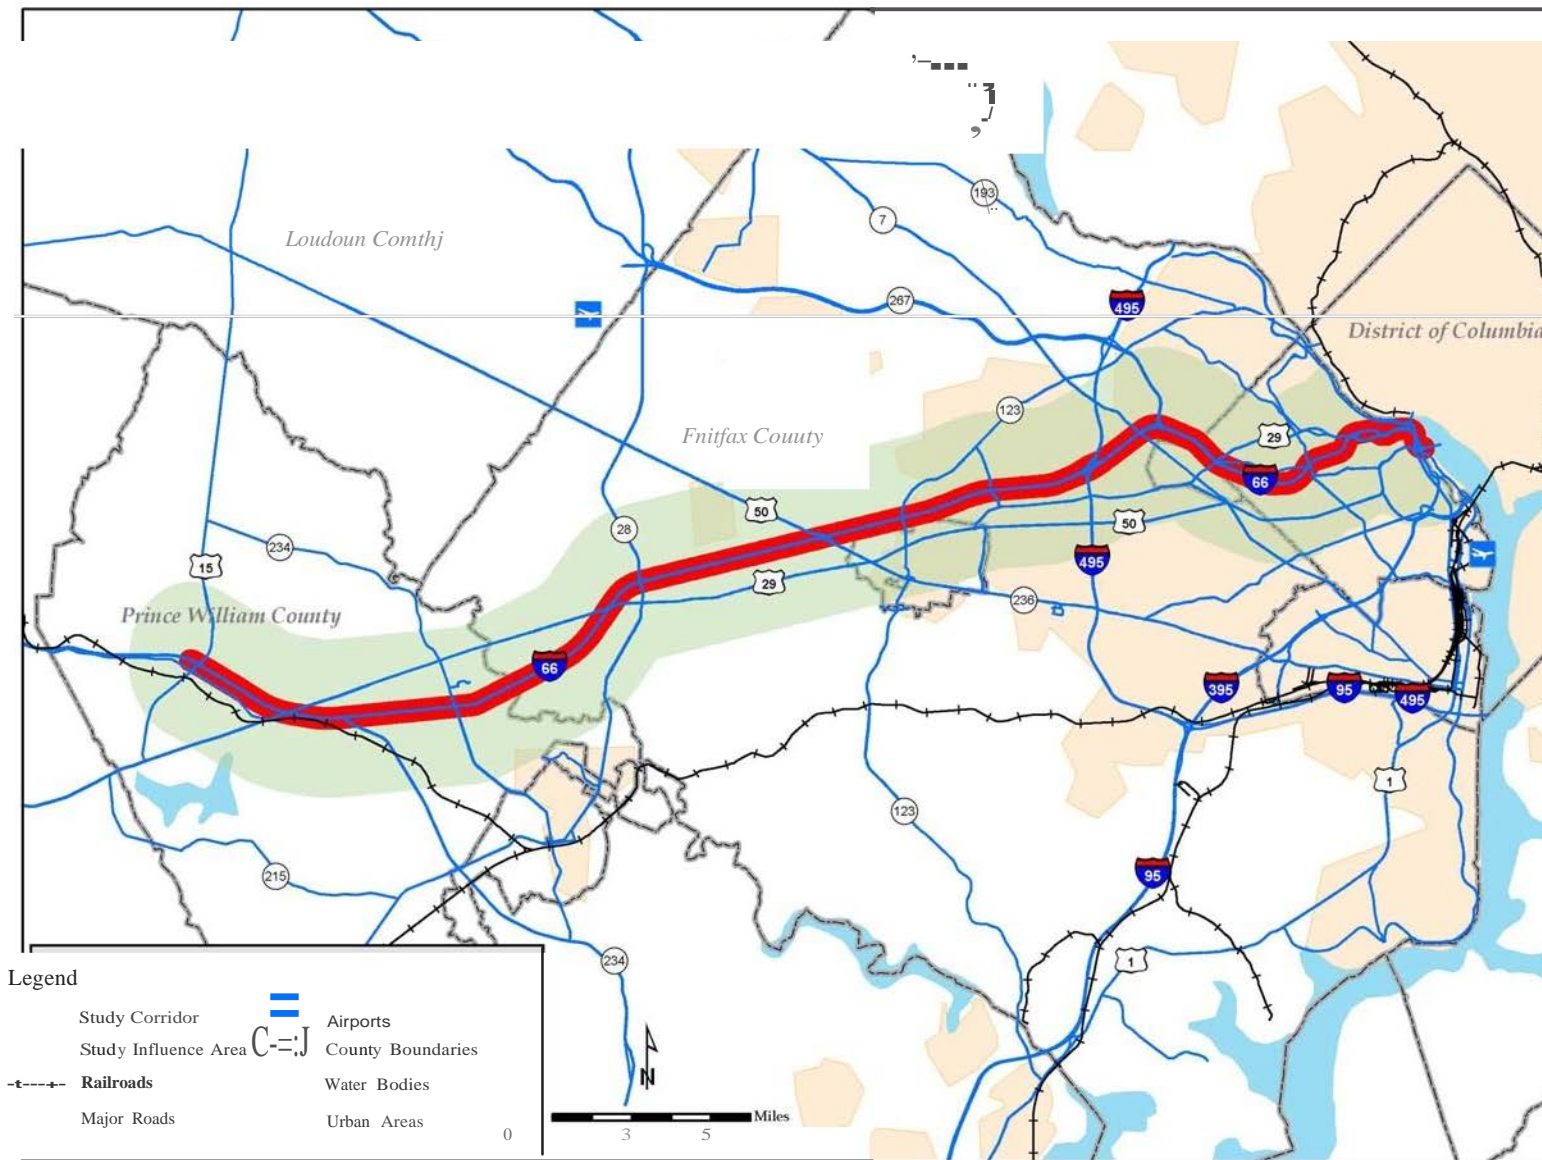 193
7
Loudoun Comthj
267
495
District of Columbia
123
Fnitfax Couuty
29
66
50
50
28
234
15
495
29
236
Prince William County
66
395
95
495
1
123
215
95
234
1
Legend
Study Corridor
Airports
Study Influence Area C-=:J County Boundaries
-t---+- Railroads
Water Bodies
Major Roads
Urban Areas
N
Miles
0 3 5